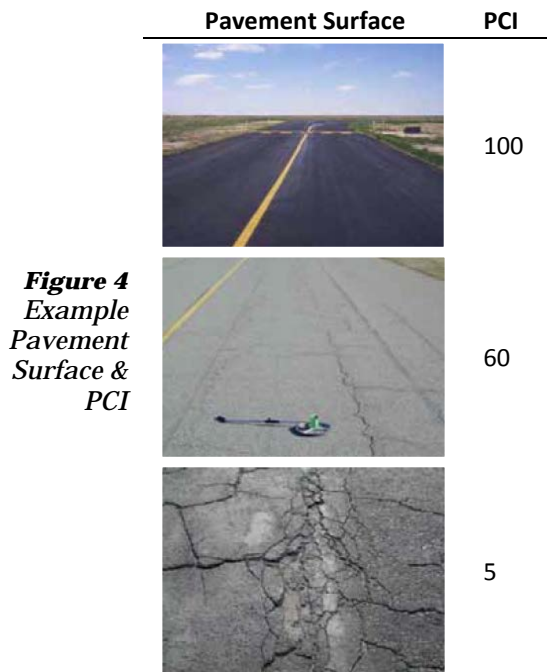 Pavement Surface PCI
100
Figure 4
Example
Pavement
Surface &
PCI
60
5